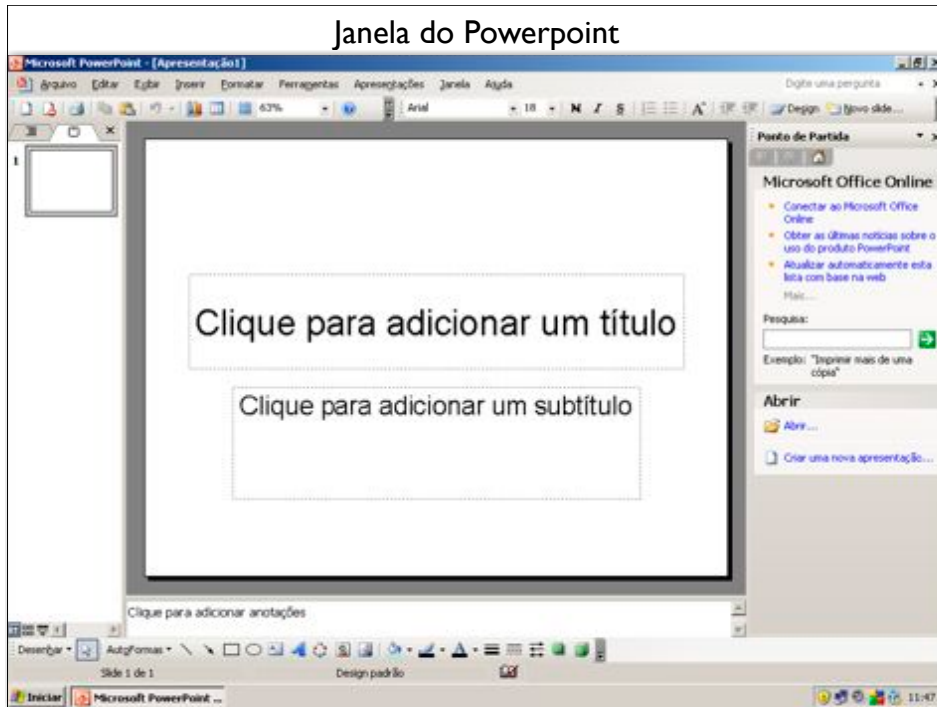 Janela do Powerpoint
Microsoft PowerPoint - [Apresentação1]
Arquivo Editar Exibir Inserir Formatar Ferramentas Apresentações Janela Ajuda
Digite uma pergunta
63% Arial 18 N I S Design Novo slide...
1
Ponto de Partida
Microsoft Office Online
Conectar ao Microsoft Office
Online
Obter as últimas notícias sobre o
uso do produto PowerPoint
Atualizar automaticamente esta
lista com base na web
Mais...
Pesquisa:
Exemplo: "Imprimir mais de uma
cópia"
Abrir
Abrir...
Criar uma nova apresentação...
Clique para adicionar um título
Clique para adicionar um subtítulo
Clique para adicionar anotações
Desenhar AutoFormas
Slide 1 de 1 Design padrão
Iniciar Microsoft PowerPoint ... 11:47